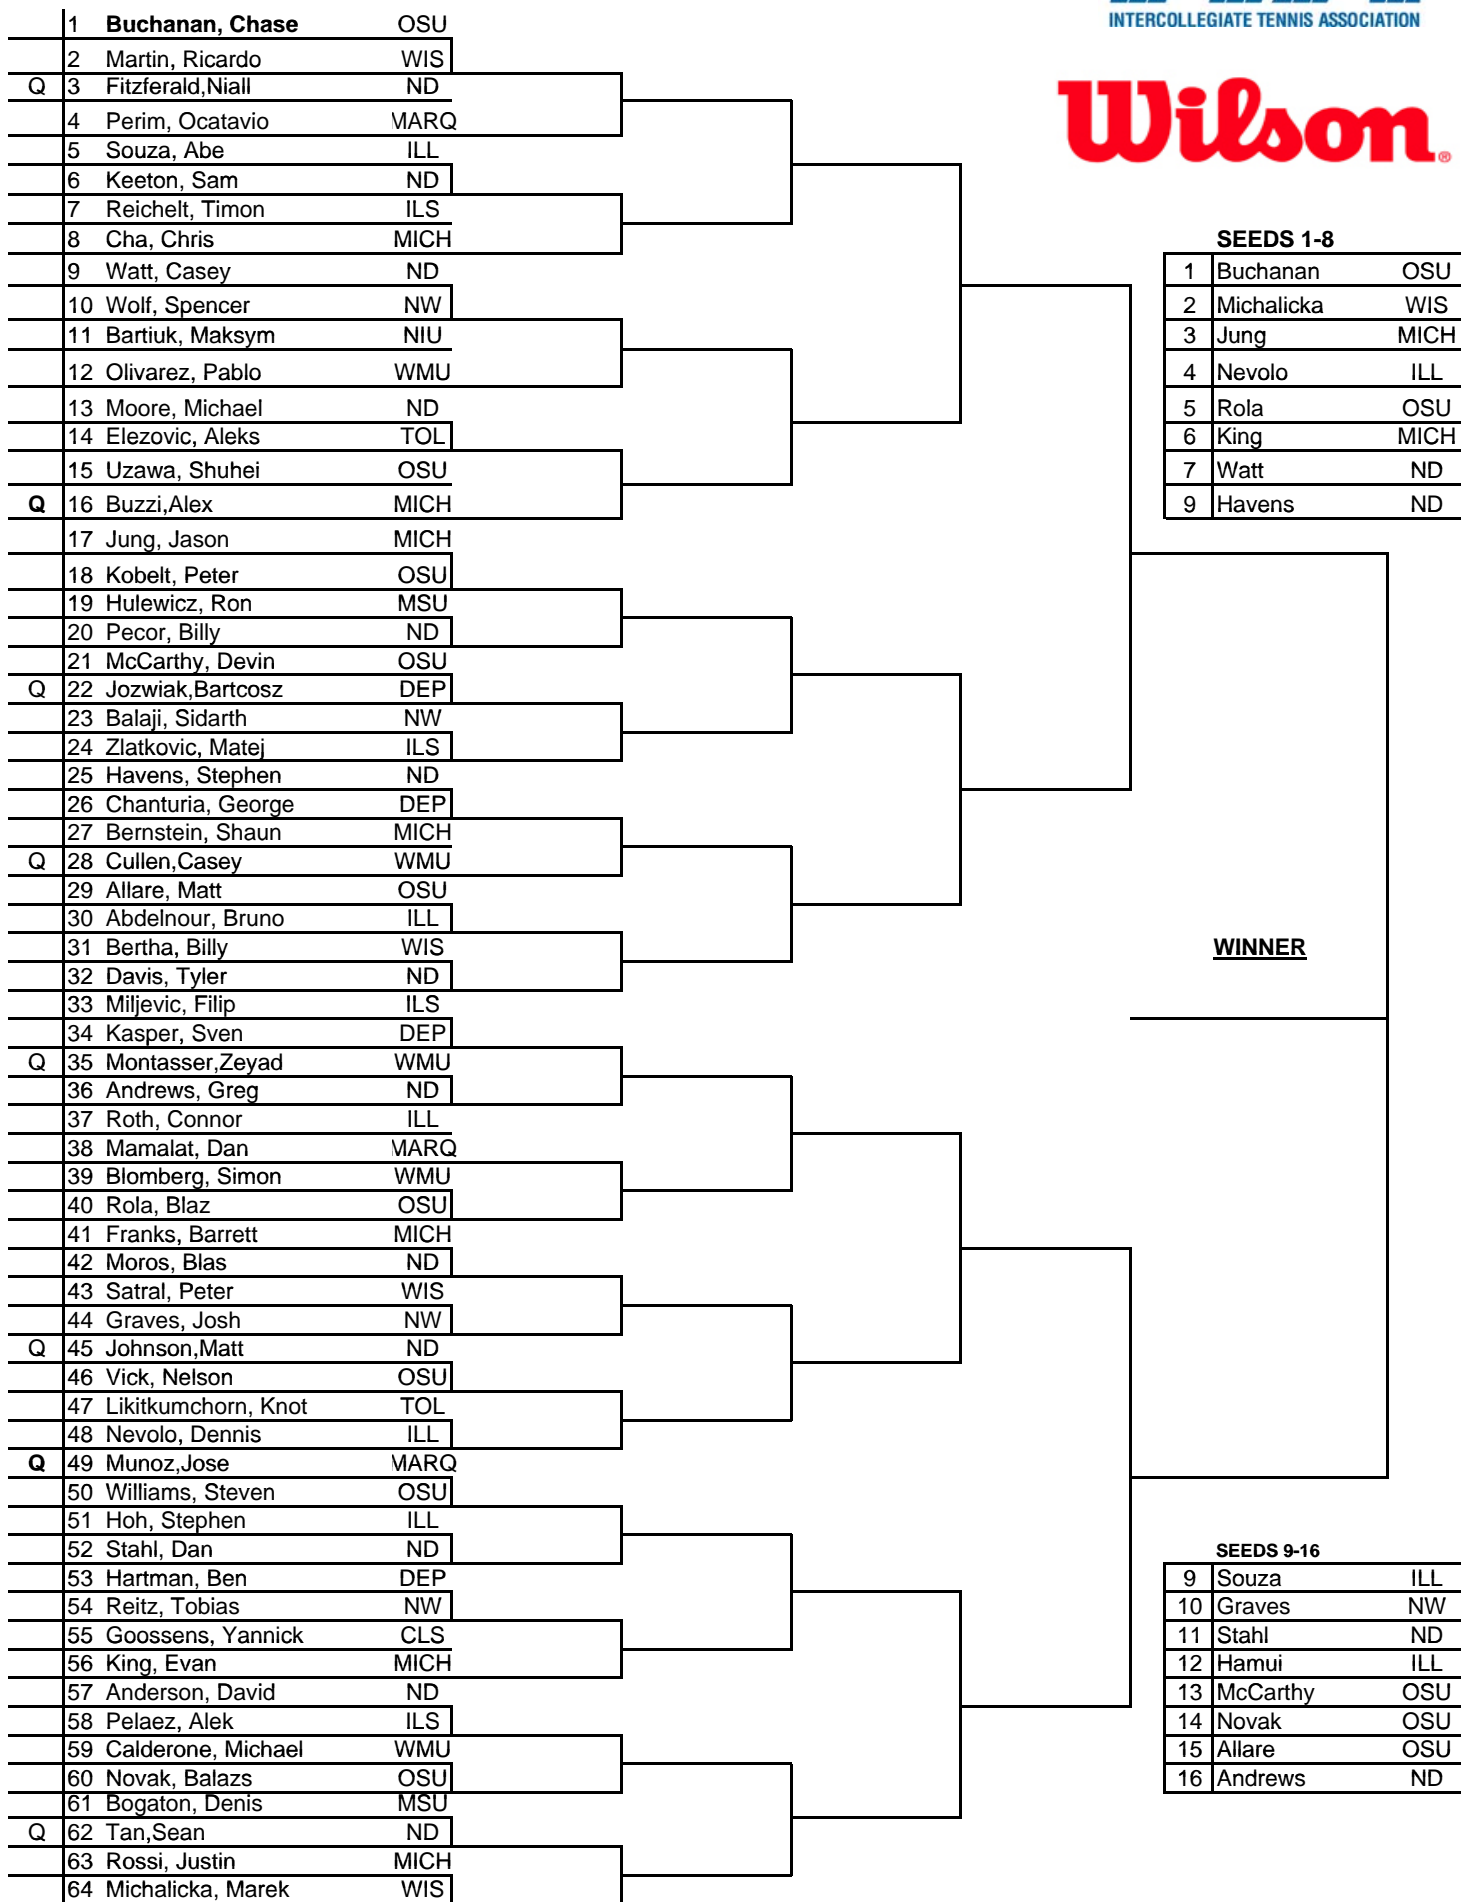 INTERCOLLEGIATE TENNIS ASSOCIATION
Wilson®
1 Buchanan, Chase OSU
2 Martin, Ricardo WIS
Q 3 Fitzferald,Niall ND
4 Perim, Ocatavio MARQ
5 Souza, Abe ILL
6 Keeton, Sam ND
7 Reichelt, Timon ILS
8 Cha, Chris MICH
9 Watt, Casey ND
10 Wolf, Spencer NW
11 Bartiuk, Maksym NIU
12 Olivarez, Pablo WMU
13 Moore, Michael ND
14 Elezovic, Aleks TOL
15 Uzawa, Shuhei OSU
Q 16 Buzzi,Alex MICH
17 Jung, Jason MICH
18 Kobelt, Peter OSU
19 Hulewicz, Ron MSU
20 Pecor, Billy ND
21 McCarthy, Devin OSU
Q 22 Jozwiak,Bartcosz DEP
23 Balaji, Sidarth NW
24 Zlatkovic, Matej ILS
25 Havens, Stephen ND
26 Chanturia, George DEP
27 Bernstein, Shaun MICH
Q 28 Cullen,Casey WMU
29 Allare, Matt OSU
30 Abdelnour, Bruno ILL
31 Bertha, Billy WIS
32 Davis, Tyler ND
33 Miljevic, Filip ILS
34 Kasper, Sven DEP
Q 35 Montasser,Zeyad WMU
36 Andrews, Greg ND
37 Roth, Connor ILL
38 Mamalat, Dan MARQ
39 Blomberg, Simon WMU
40 Rola, Blaz OSU
41 Franks, Barrett MICH
42 Moros, Blas ND
43 Satral, Peter WIS
44 Graves, Josh NW
Q 45 Johnson,Matt ND
46 Vick, Nelson OSU
47 Likitkumchorn, Knot TOL
48 Nevolo, Dennis ILL
Q 49 Munoz,Jose MARQ
50 Williams, Steven OSU
51 Hoh, Stephen ILL
52 Stahl, Dan ND
53 Hartman, Ben DEP
54 Reitz, Tobias NW
55 Goossens, Yannick CLS
56 King, Evan MICH
57 Anderson, David ND
58 Pelaez, Alek ILS
59 Calderone, Michael WMU
60 Novak, Balazs OSU
61 Bogaton, Denis MSU
Q 62 Tan,Sean ND
63 Rossi, Justin MICH
64 Michalicka, Marek WIS
SEEDS 1-8
1 Buchanan OSU
2 Michalicka WIS
3 Jung MICH
4 Nevolo ILL
5 Rola OSU
6 King MICH
7 Watt ND
9 Havens ND
WINNER
SEEDS 9-16
9 Souza ILL
10 Graves NW
11 Stahl ND
12 Hamui ILL
13 McCarthy OSU
14 Novak OSU
15 Allare OSU
16 Andrews ND